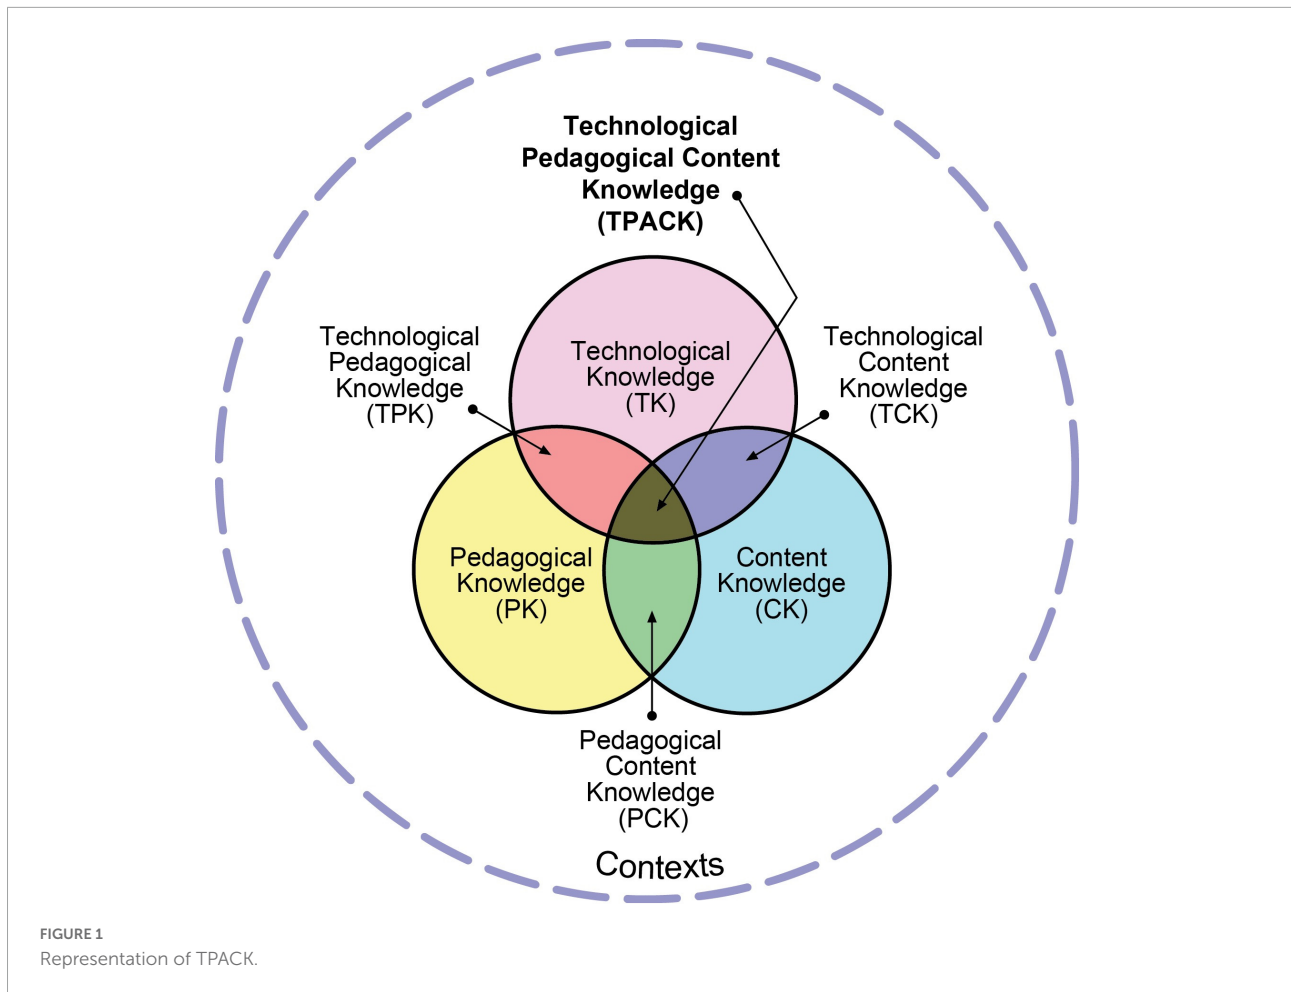 Technological
Pedagogical Content
Knowledge
(TPACK)
Technological
Pedagogical
Knowledge
(TPK)
Technological
Knowledge
(TK)
Technological
Content
Knowledge
(TCK)
Pedagogical
Knowledge
(PK)
Content
Knowledge
(CK)
Pedagogical
Content
Knowledge
(PCK)
Contexts
FIGURE 1
Representation of TPACK.